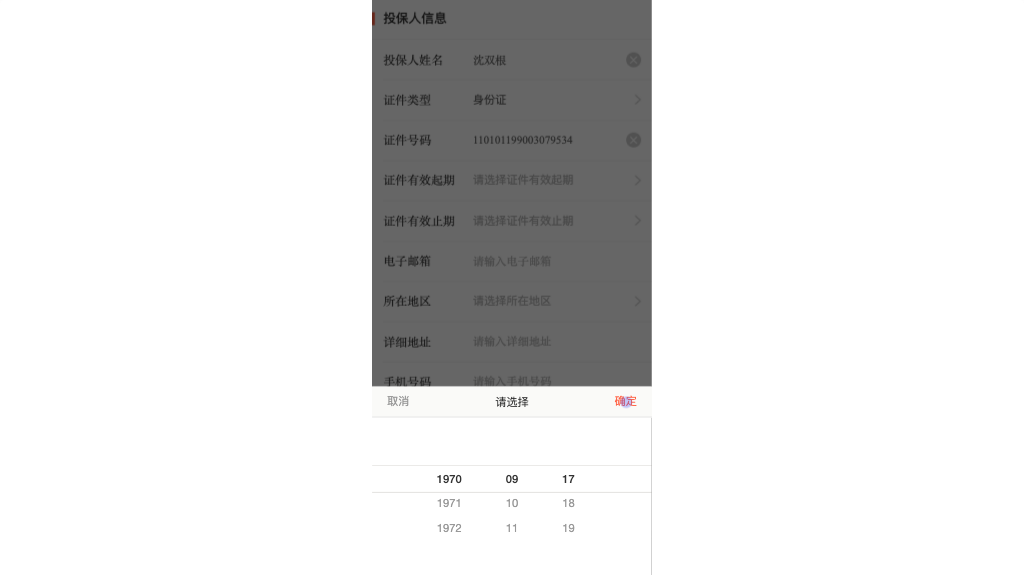 投保人信息
投保人姓名 沈双根
证件类型 身份证
证件号码 110101199003079534
证件有效起期 请选择证件有效起期
证件有效止期 请选择证件有效止期
电子邮箱 请输入电子邮箱
所在地区 请选择所在地区
详细地址 请输入详细地址
手机号码 请输入手机号码
取消 请选择 确定
1970 09 17
1971 10 18
1972 11 19